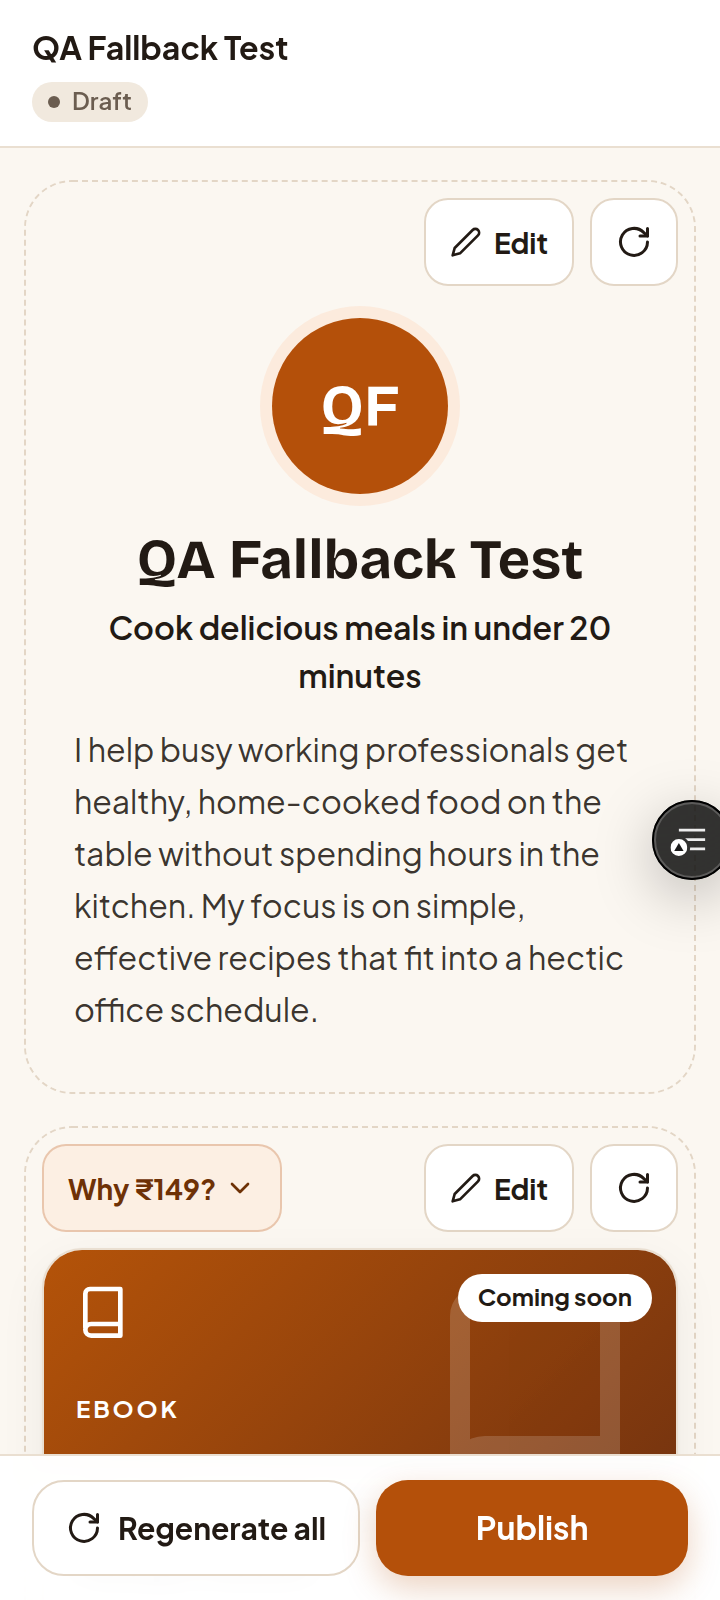 QA Fallback Test
Draft
Edit
QF
QA Fallback Test
Cook delicious meals in under 20
minutes
I help busy working professionals get
healthy, home-cooked food on the
table without spending hours in the
kitchen. My focus is on simple,
effective recipes that fit into a hectic
office schedule.
Why ₹149?
Edit
Coming soon
EBOOK
Regenerate all
Publish